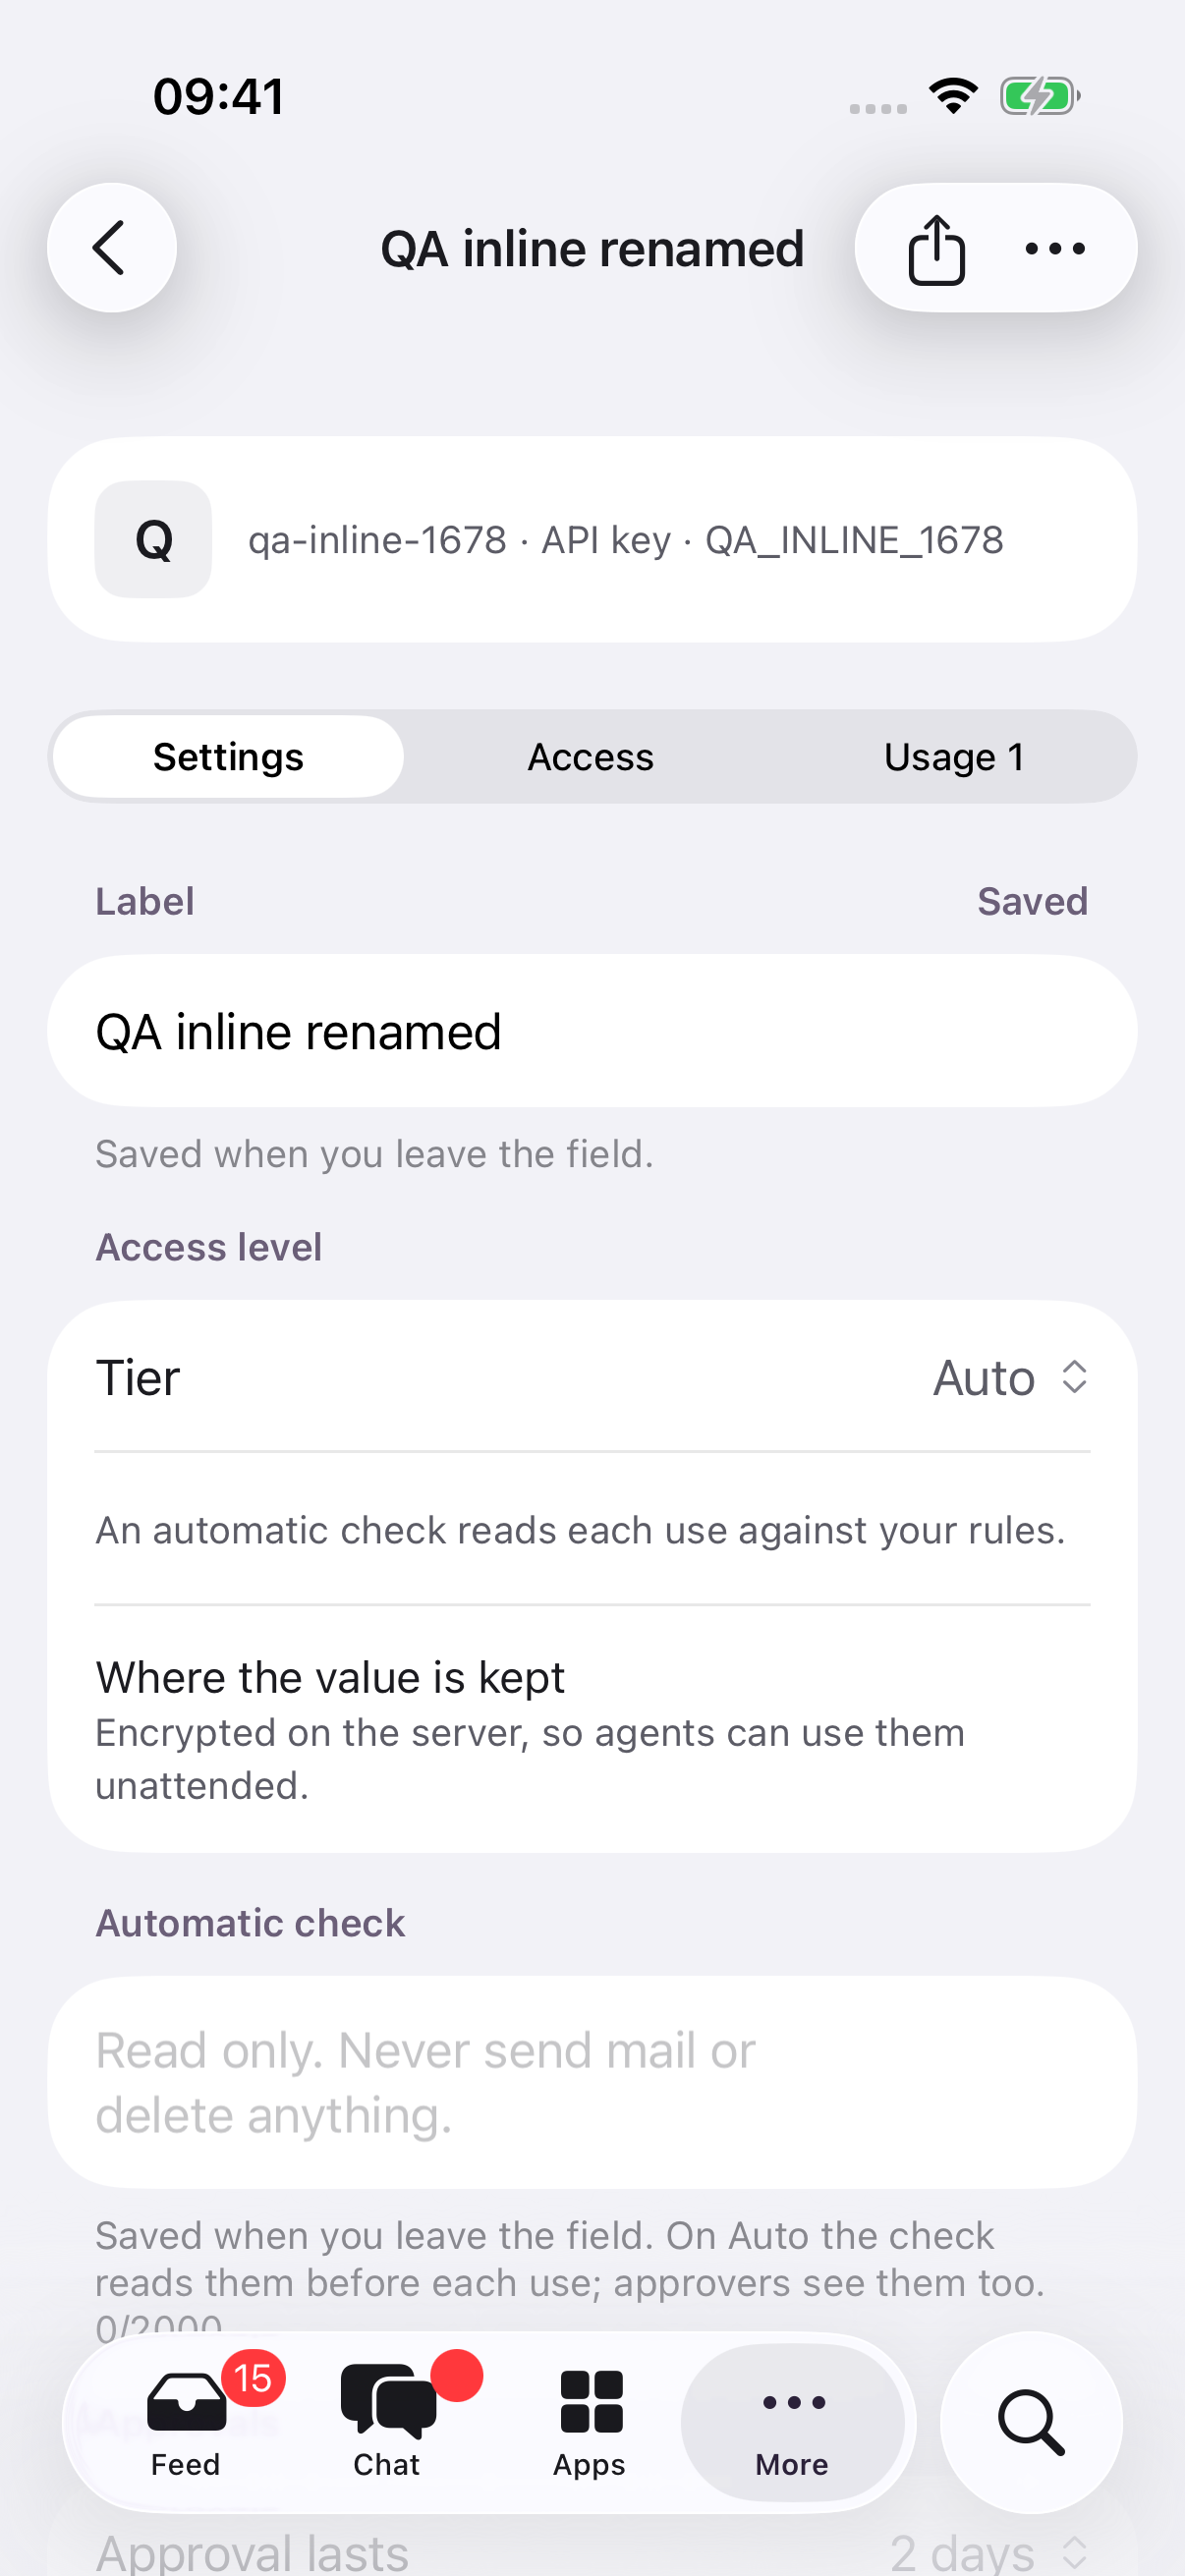 09:41
QA inline renamed
Q
qa-inline-1678 · API key · QA_INLINE_1678
Settings
Access
Usage 1
Label
Saved
QA inline renamed
Saved when you leave the field.
Access level
Tier
Auto
An automatic check reads each use against your rules.
Where the value is kept
Encrypted on the server, so agents can use them
unattended.
Automatic check
Read only. Never send mail or
delete anything.
Saved when you leave the field. On Auto the check
reads them before each use; approvers see them too.
0/2000
15
Feed
Chat
Apps
More
Approval lasts
2 days